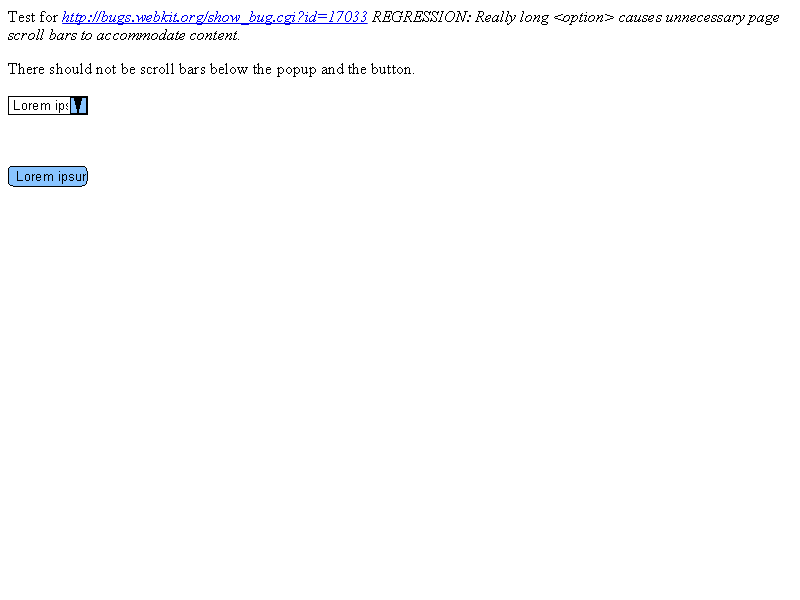 Test for http://bugs.webkit.org/show_bug.cgi?id=17033 REGRESSION: Really long <option> causes unnecessary page
scroll bars to accommodate content.
There should not be scroll bars below the popup and the button.
Lorem ips
Lorem ipsum